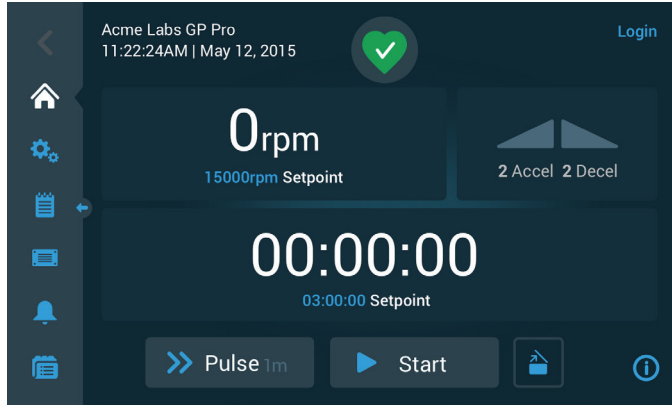 Acme Labs GP Pro
11:22:24AM | May 12, 2015
Login
0rpm
15000rpm Setpoint
2 Accel 2 Decel
00:00:00
03:00:00 Setpoint
Pulse 1m
Start